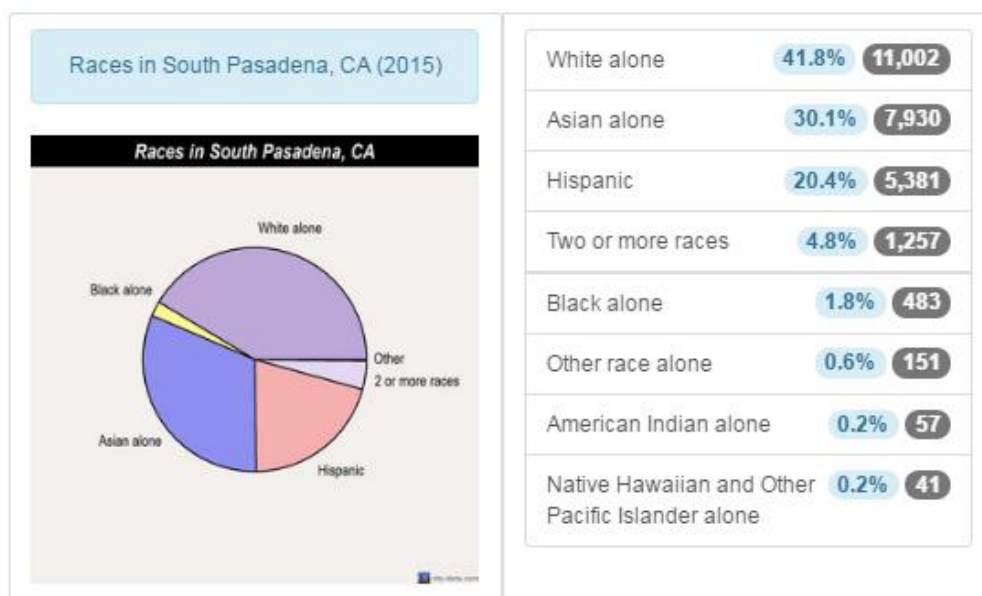 Races in South Pasadena, CA (2015)
Races in South Pasadena, CA
White alone
Black alone
Other
2 or more races
Asian alone
Hispanic
White alone 41.8% 11,002
Asian alone 30.1% 7,930
Hispanic 20.4% 5,381
Two or more races 4.8% 1,257
Black alone 1.8% 483
Other race alone 0.6% 151
American Indian alone 0.2% 57
Native Hawaiian and Other 0.2% 41
Pacific Islander alone